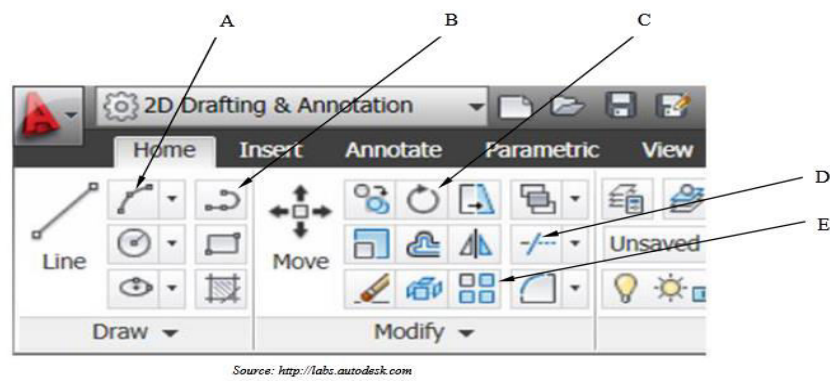 A B C
2D Drafting & Annotation
Home Insert Annotate Parametric View
D
E
Line Move Unsaved
Draw Modify
Source: http://labs.autodesk.com